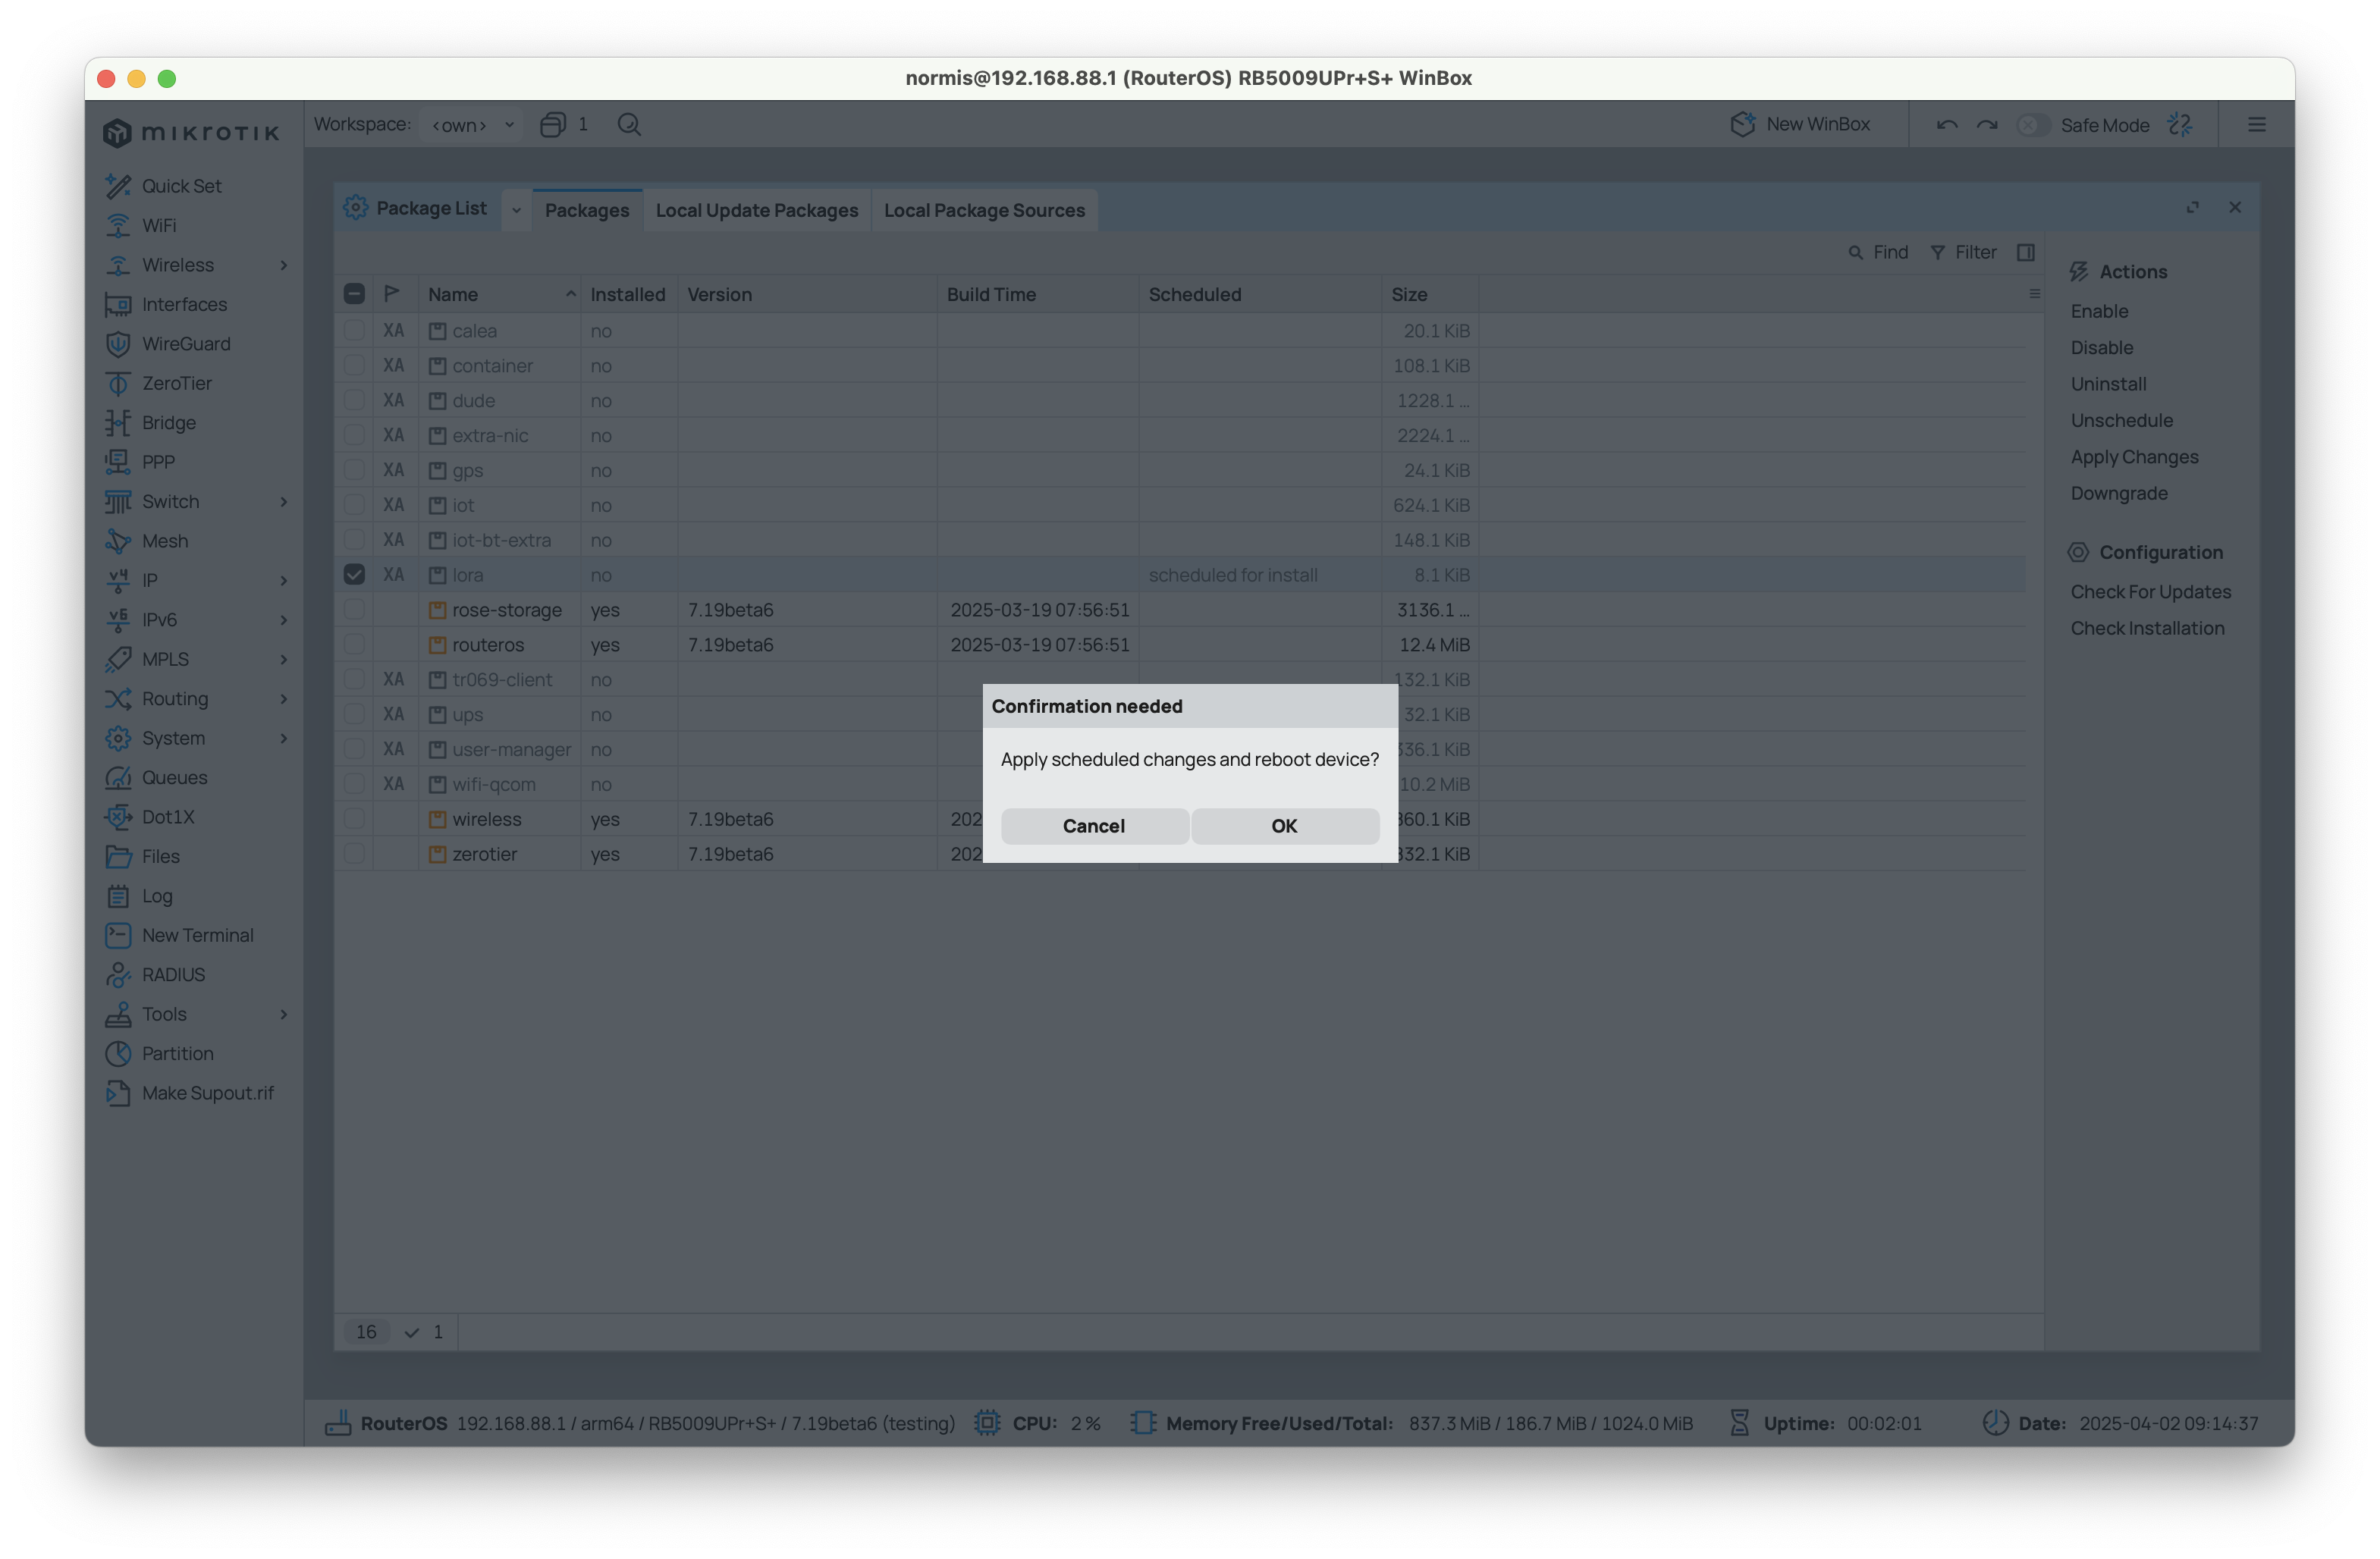 normis@192.168.88.1 (RouterOS) RB5009UPr+S+ WinBox
mikrotik
Workspace: <own> 1 New WinBox Safe Mode
Quick Set
WiFi
Wireless
Interfaces
WireGuard
ZeroTier
Bridge
PPP
Switch
Mesh
IP
IPv6
MPLS
Routing
System
Queues
Dot1X
Files
Log
New Terminal
RADIUS
Tools
Partition
Make Supout.rif
Package List Packages Local Update Packages Local Package Sources
Find Filter
Name Installed Version Build Time Scheduled Size
XA calea no 20.1 KiB
XA container no 108.1 KiB
XA dude no 1228.1 ...
XA extra-nic no 2224.1 ...
XA gps no 24.1 KiB
XA iot no 624.1 KiB
XA iot-bt-extra no 148.1 KiB
XA lora no scheduled for install 8.1 KiB
rose-storage yes 7.19beta6 2025-03-19 07:56:51 3136.1 ...
routeros yes 7.19beta6 2025-03-19 07:56:51 12.4 MiB
XA tr069-client no 132.1 KiB
XA ups no 32.1 KiB
XA user-manager no 36.1 KiB
XA wifi-qcom no 10.2 MiB
wireless yes 7.19beta6 202 60.1 KiB
zerotier yes 7.19beta6 202 32.1 KiB
Confirmation needed
Apply scheduled changes and reboot device?
Cancel OK
Actions
Enable
Disable
Uninstall
Unschedule
Apply Changes
Downgrade
Configuration
Check For Updates
Check Installation
16 1
RouterOS 192.168.88.1 / arm64 / RB5009UPr+S+ / 7.19beta6 (testing) CPU: 2 % Memory Free/Used/Total: 837.3 MiB / 186.7 MiB / 1024.0 MiB Uptime: 00:02:01 Date: 2025-04-02 09:14:37